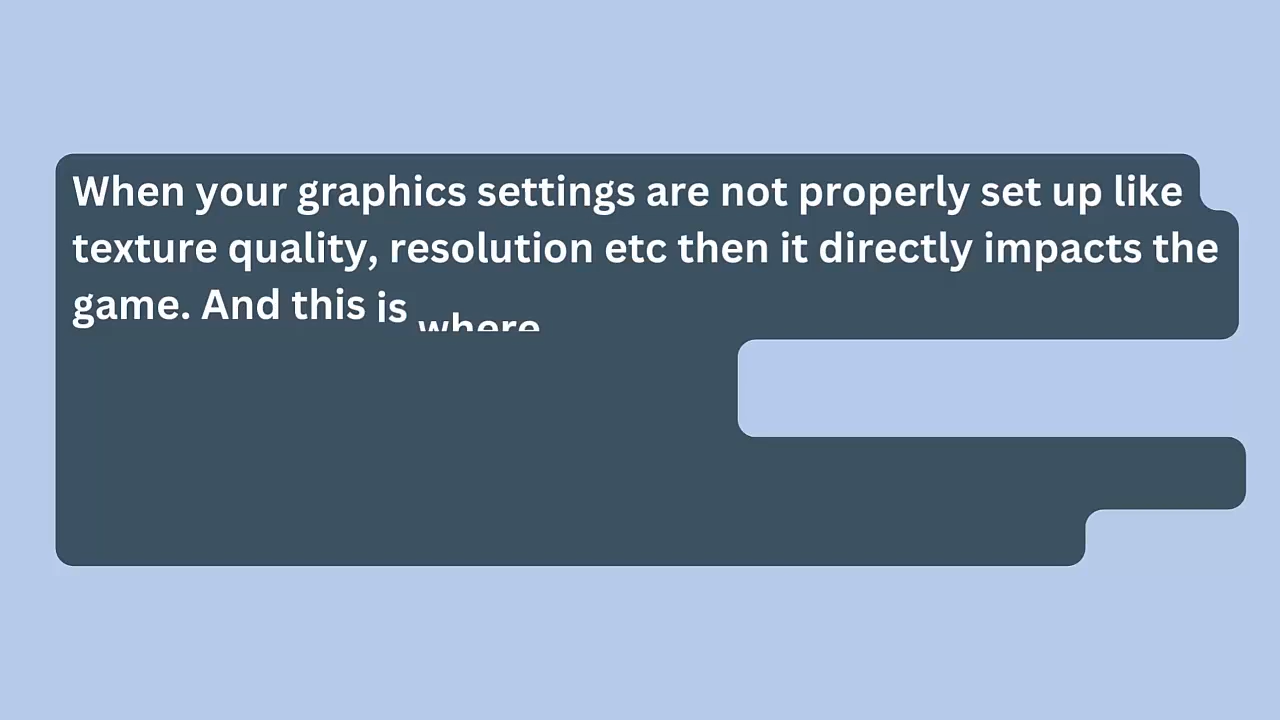 When your graphics settings are not properly set up like
texture quality, resolution etc then it directly impacts the
game. And this is where